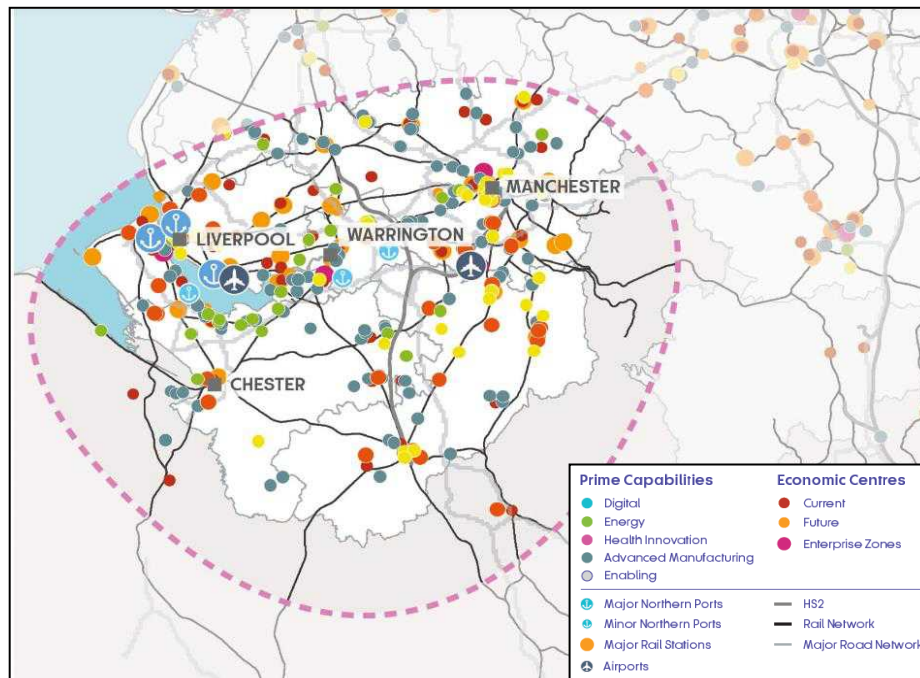 MANCHESTER
WARRINGTON
LIVERPOOL
CHESTER
Prime Capabilities
Digital
Energy
Health Innovation
Advanced Manufacturing
Enabling
Economic Centres
Current
Future
Enterprise Zones
Major Northern Ports
Minor Northern Ports
Major Rail Stations
Airports
HS2
Rail Network
Major Road Network